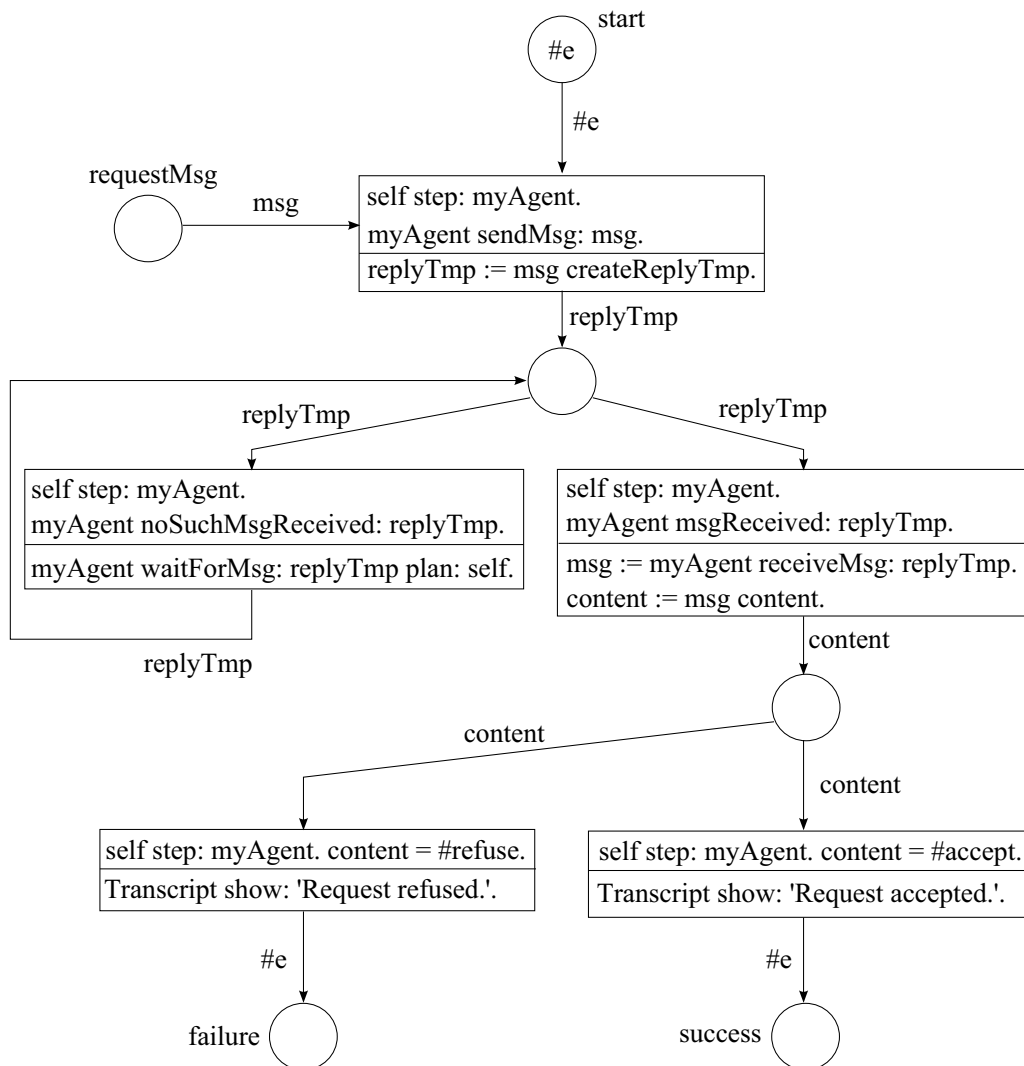 start
#e
#e
requestMsg
msg
self step: myAgent.
myAgent sendMsg: msg.
replyTmp := msg createReplyTmp.
replyTmp
replyTmp
replyTmp
self step: myAgent.
myAgent noSuchMsgReceived: replyTmp.
myAgent waitForMsg: replyTmp plan: self.
replyTmp
self step: myAgent.
myAgent msgReceived: replyTmp.
msg := myAgent receiveMsg: replyTmp.
content := msg content.
content
content
content
self step: myAgent. content = #refuse.
Transcript show: 'Request refused.'.
self step: myAgent. content = #accept.
Transcript show: 'Request accepted.'.
#e
#e
failure
success